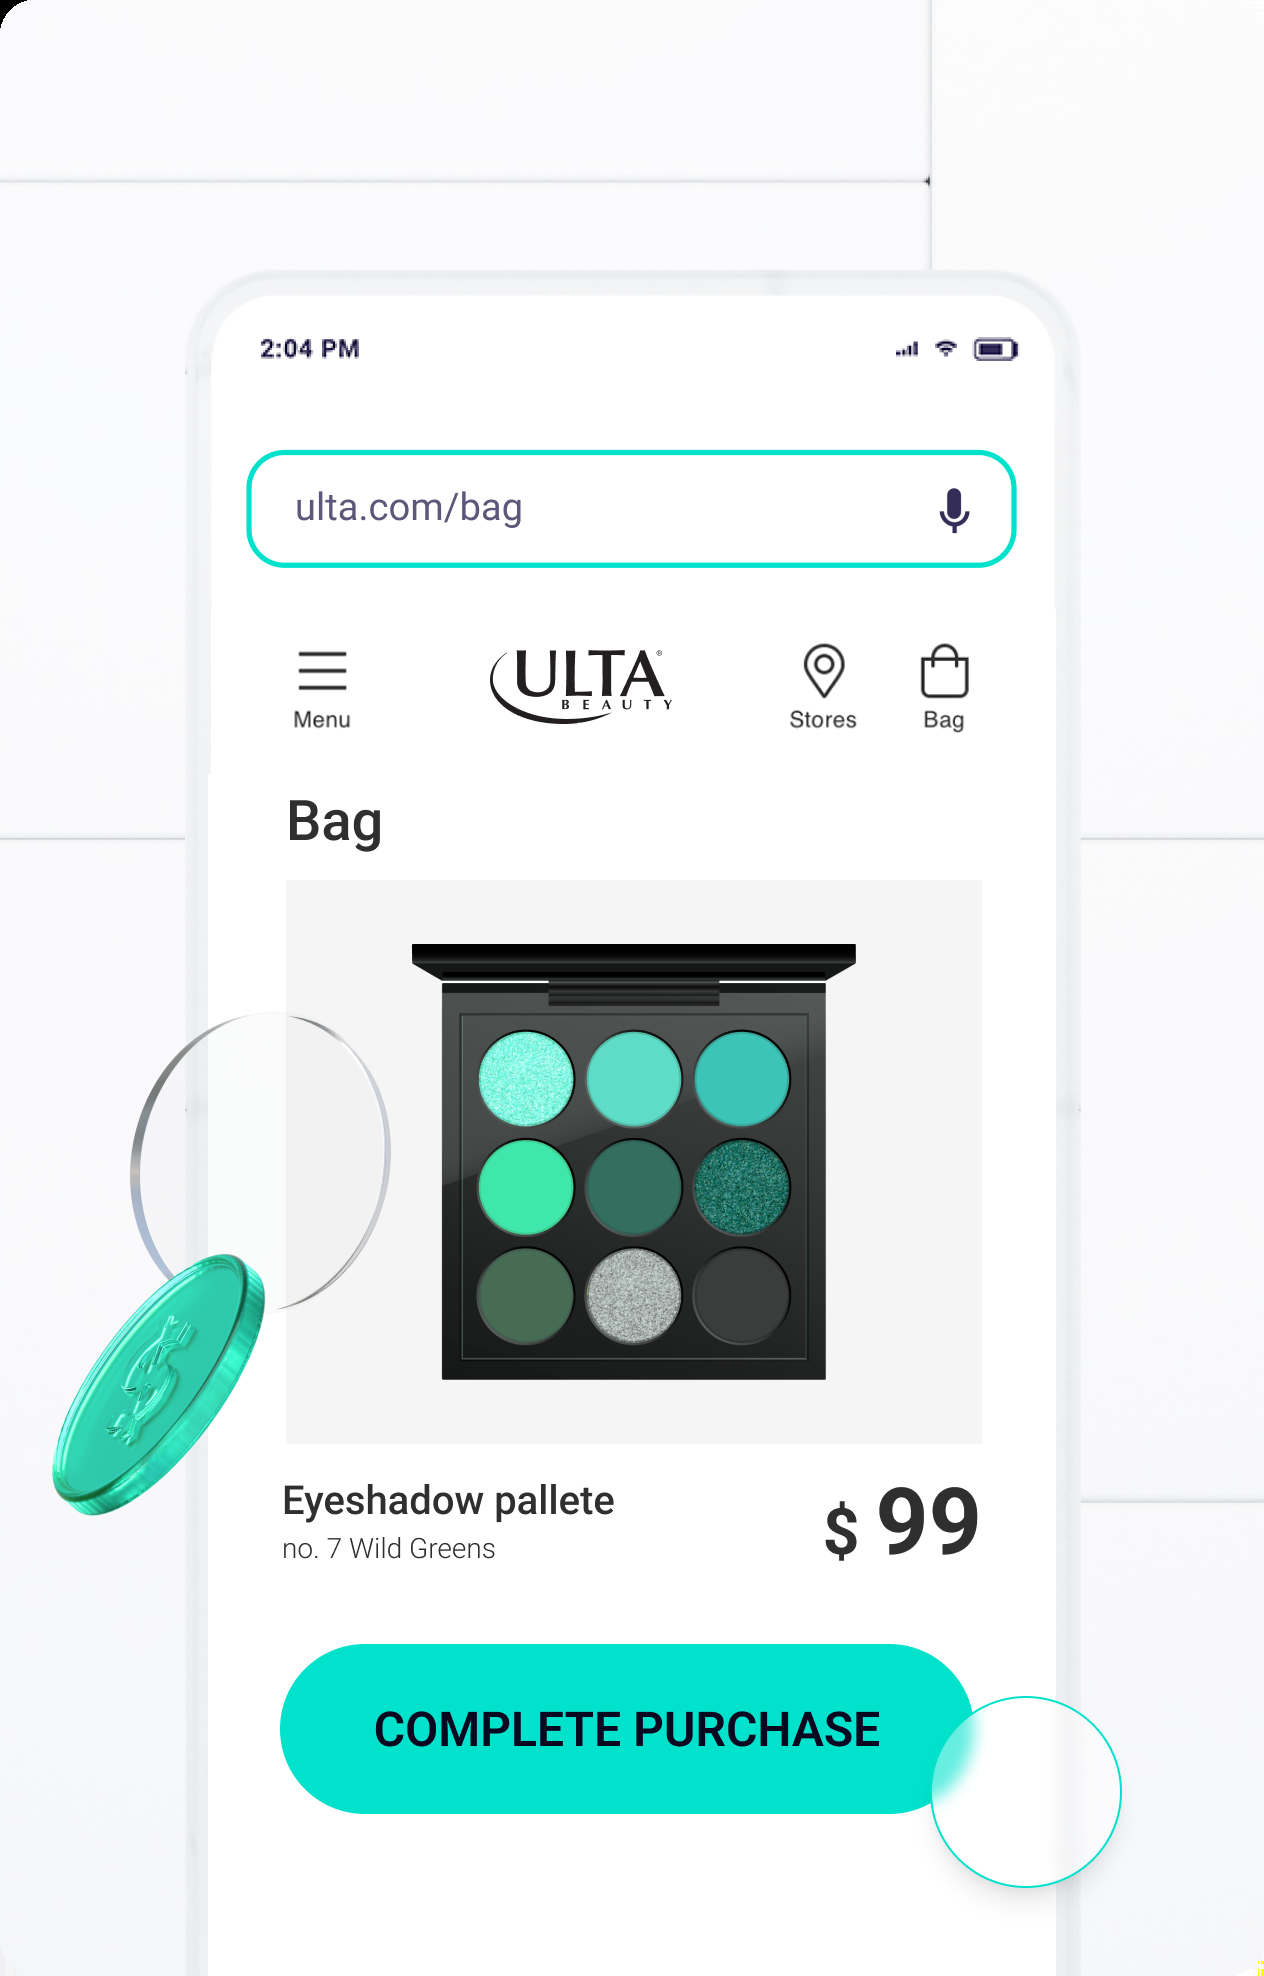 2:04 PM
ulta.com/bag
ULTA®
BEAUTY
Menu
Stores
Bag
Bag
Eyeshadow pallete
no. 7 Wild Greens
$ 99
COMPLETE PURCHASE